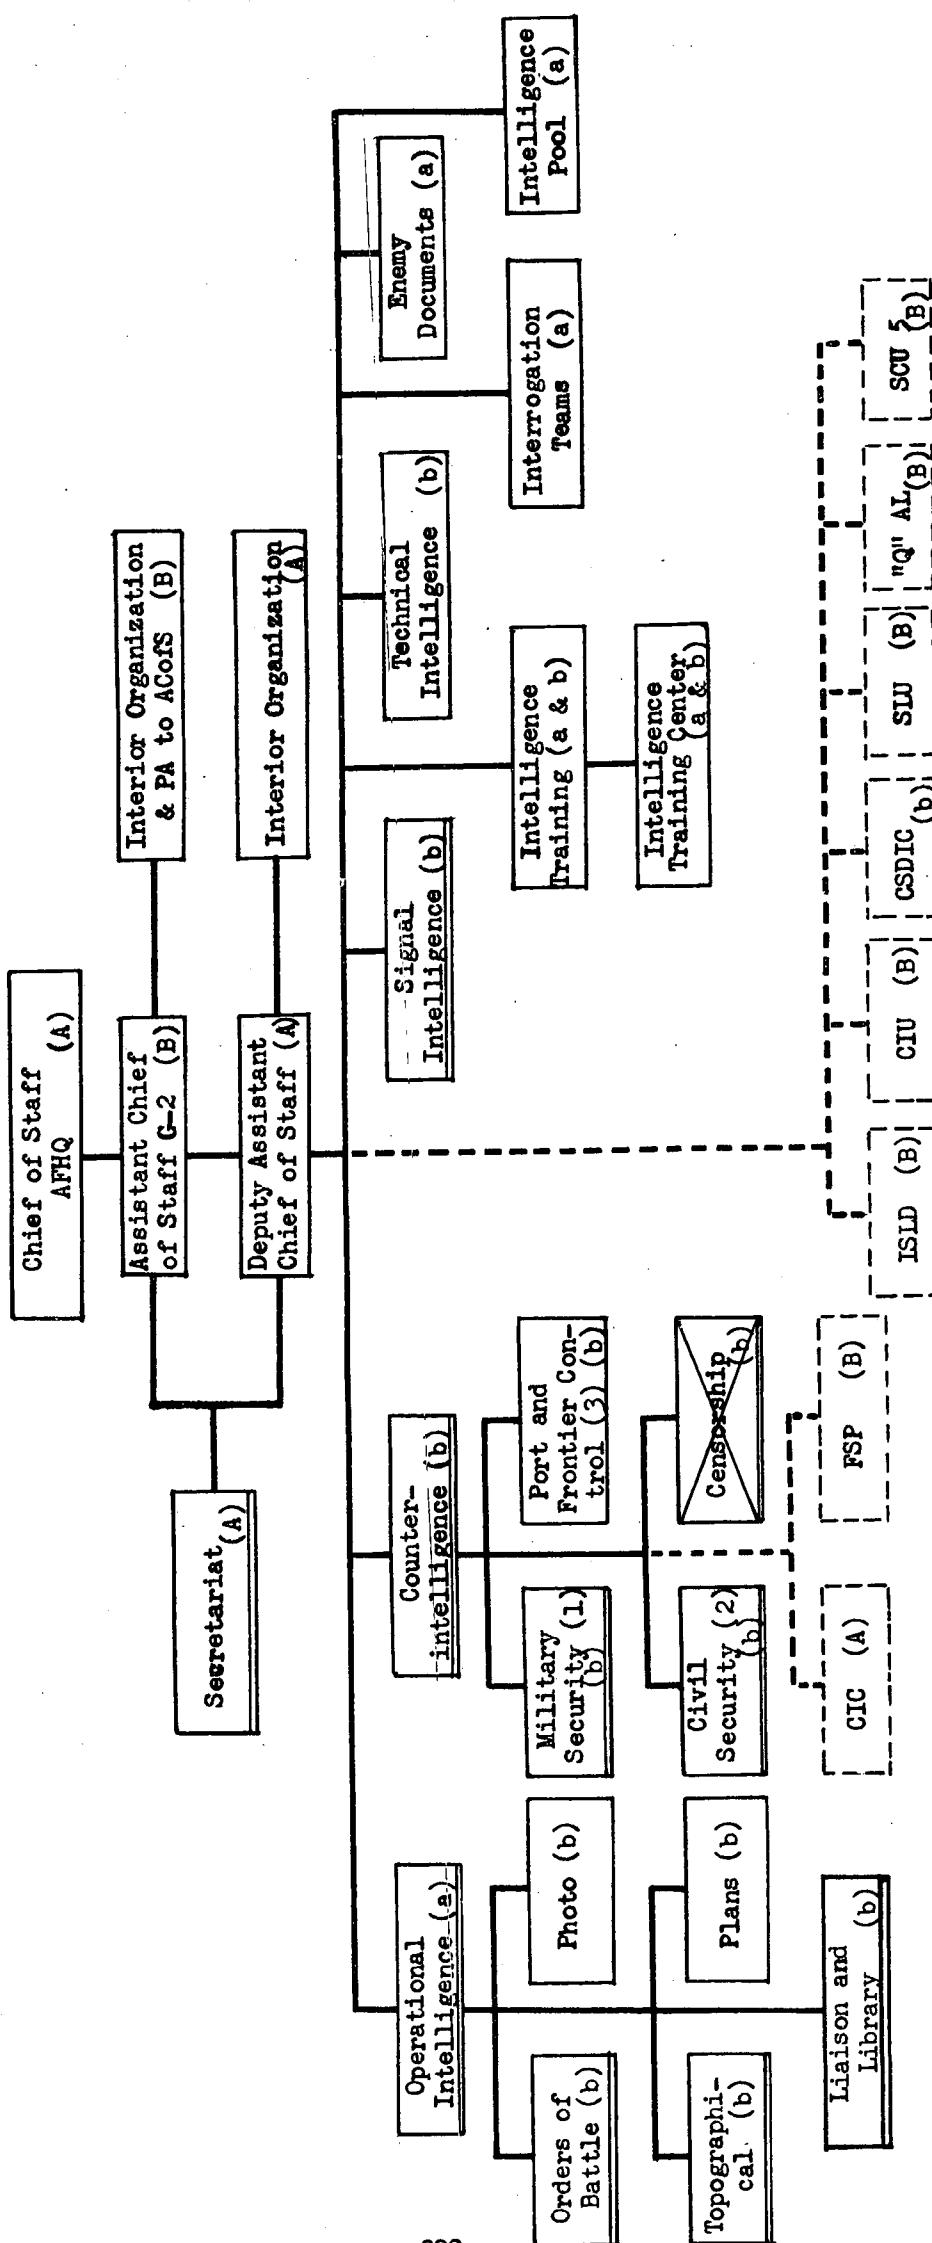 Chief of Staff
AFHQ (A)
Assistant Chief
of Staff G-2 (B)
Interior Organization
& PA to ACofS (B)
Deputy Assistant
Chief of Staff (A)
Interior Organization
(A)
Secretariat
(A)
Operational
Intelligence (a)
Counter-
intelligence (b)
Signal
Intelligence (b)
Technical
Intelligence (b)
Enemy
Documents (a)
Orders of
Battle (b)
Photo (b)
Military
Security (1)
(b)
Port and
Frontier Con-
trol (3) (b)
Intelligence
Training (a & b)
Interrogation
Teams (a)
Intelligence
Pool (a)
Topographi-
cal (b)
Plans (b)
Civil
Security (2)
(b)
Censorship
(b)
Intelligence
Training Center
(a & b)
Liaison and
Library (b)
CIC (A)
FSP (B)
ISLD (B)
CIU (B)
CSDIC
(b)
SLU (B)
"Q" AL
(B)
SCU 5
(B)